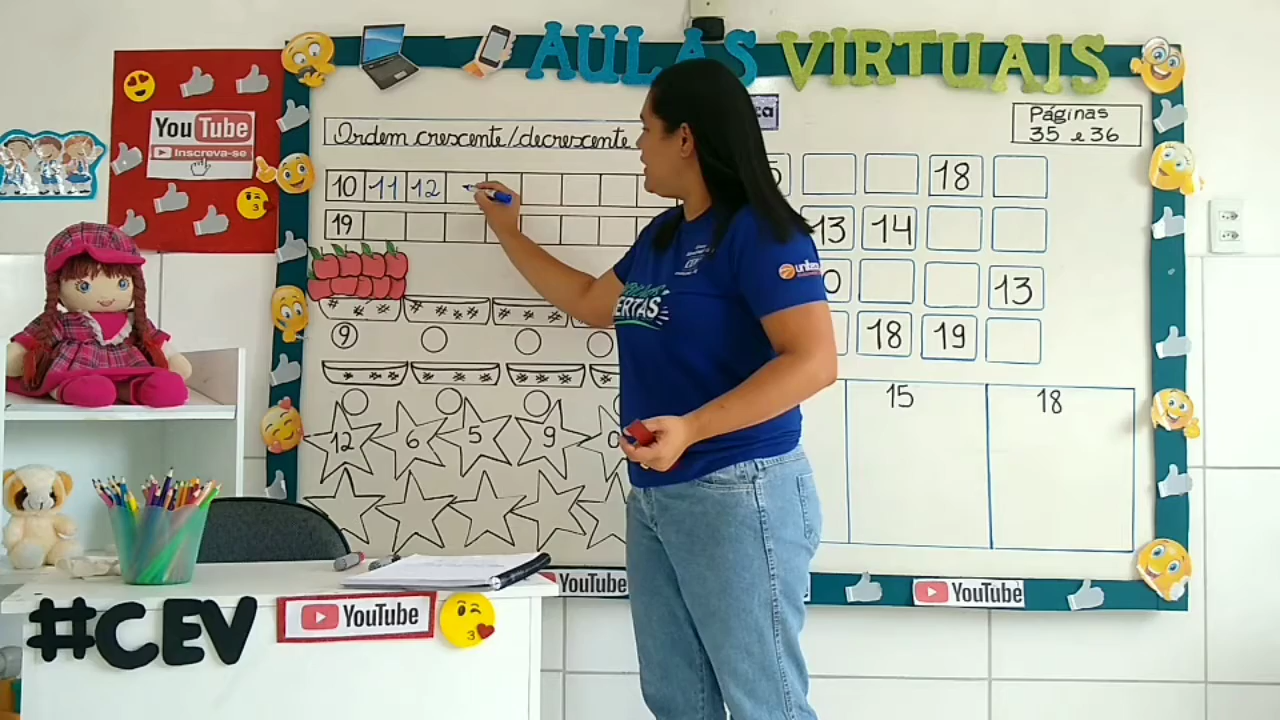 AULAS VIRTUAIS
YouTube
Inscreva-se
Páginas
35 e 36
Ordem crescente/decrescente
10 11 12
19
18
13 14
13
18 19
9
12 6 5 9
15 18
#CEV
YouTube
YouTube
YouTube